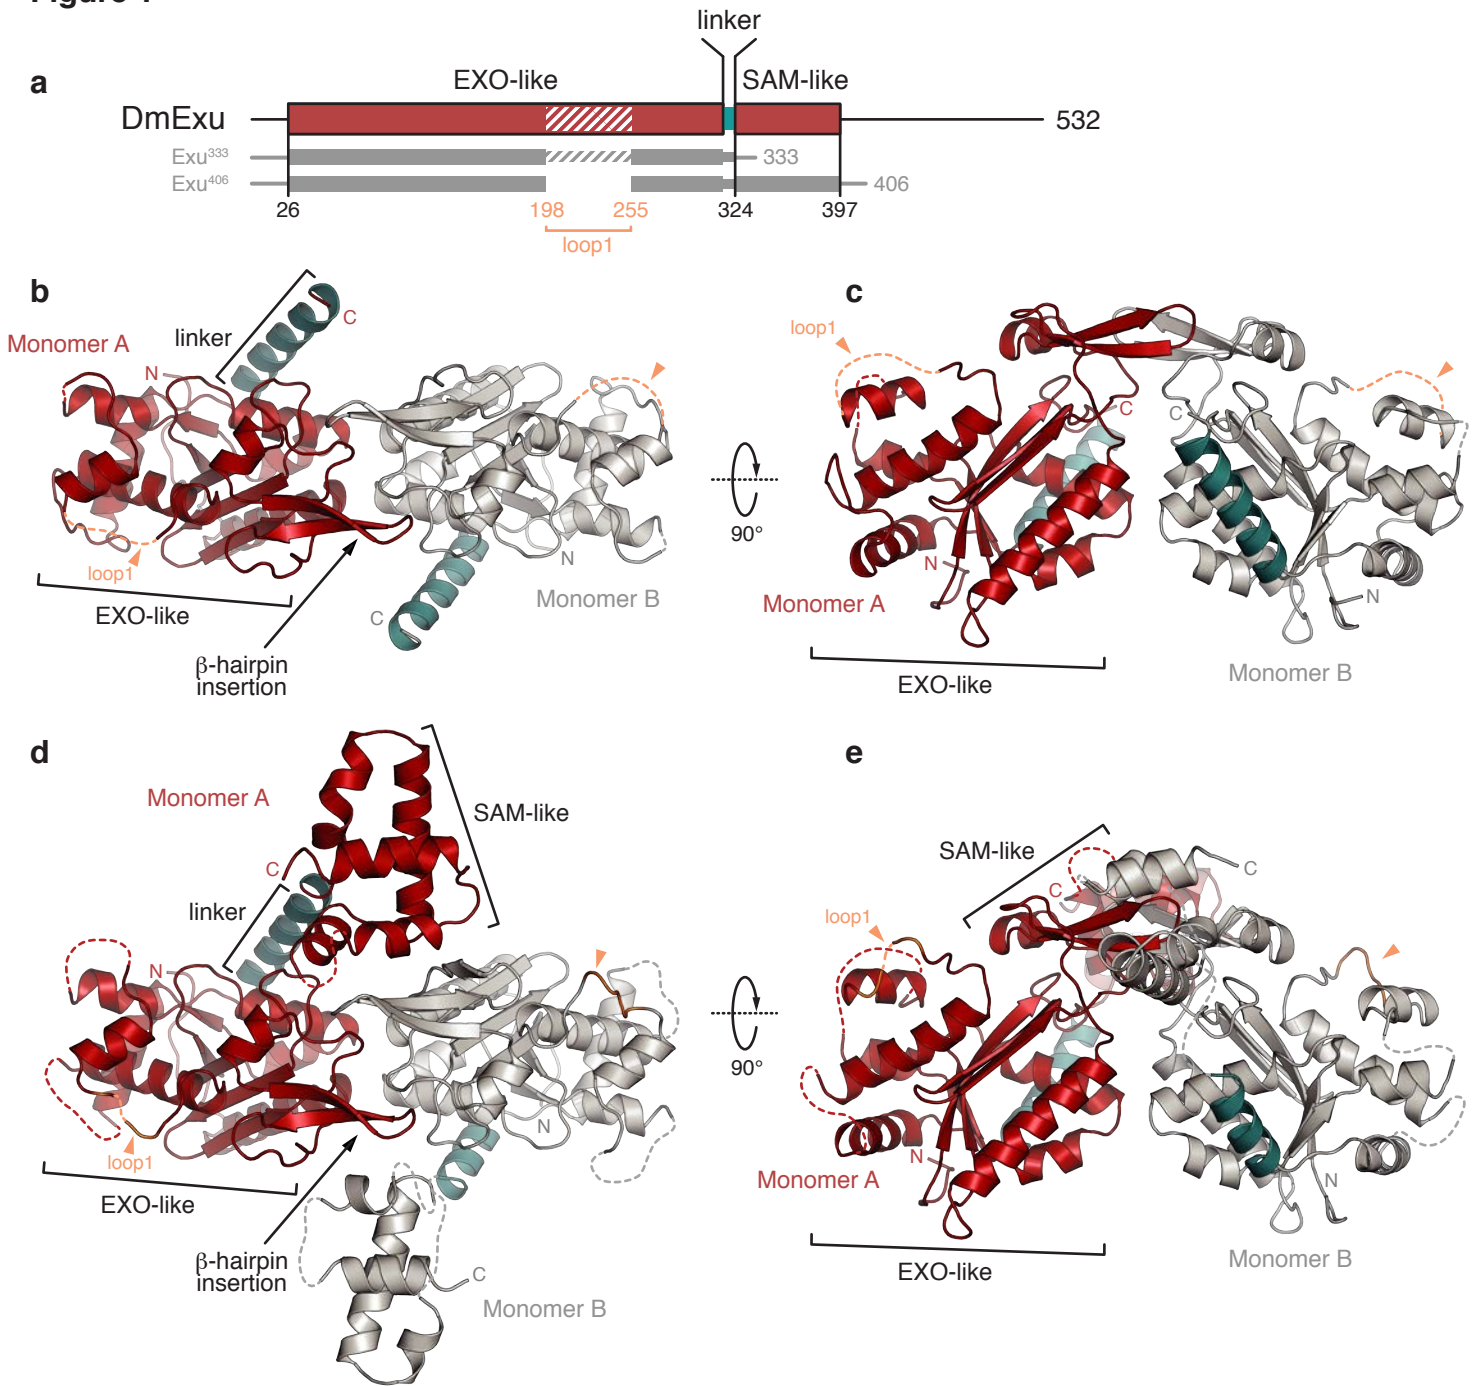 Figure 1
linker
a
EXO-like
SAM-like
DmExu
532
Exu333
333
Exu406
406
26
198
255
324
397
loop1
b
linker
C
Monomer A
N
loop1
EXO-like
β-hairpin
insertion
N
C
Monomer B
90°
c
loop1
C
C
N
N
Monomer A
EXO-like
Monomer B
d
Monomer A
SAM-like
C
linker
N
loop1
EXO-like
β-hairpin
insertion
N
C
Monomer B
90°
e
SAM-like
C
C
loop1
N
N
Monomer A
EXO-like
Monomer B